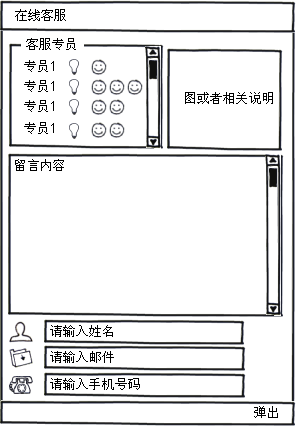 在线客服
客服专员
专员1
专员1
专员1
专员1
图或者相关说明
留言内容
请输入姓名
请输入邮件
请输入手机号码
弹出